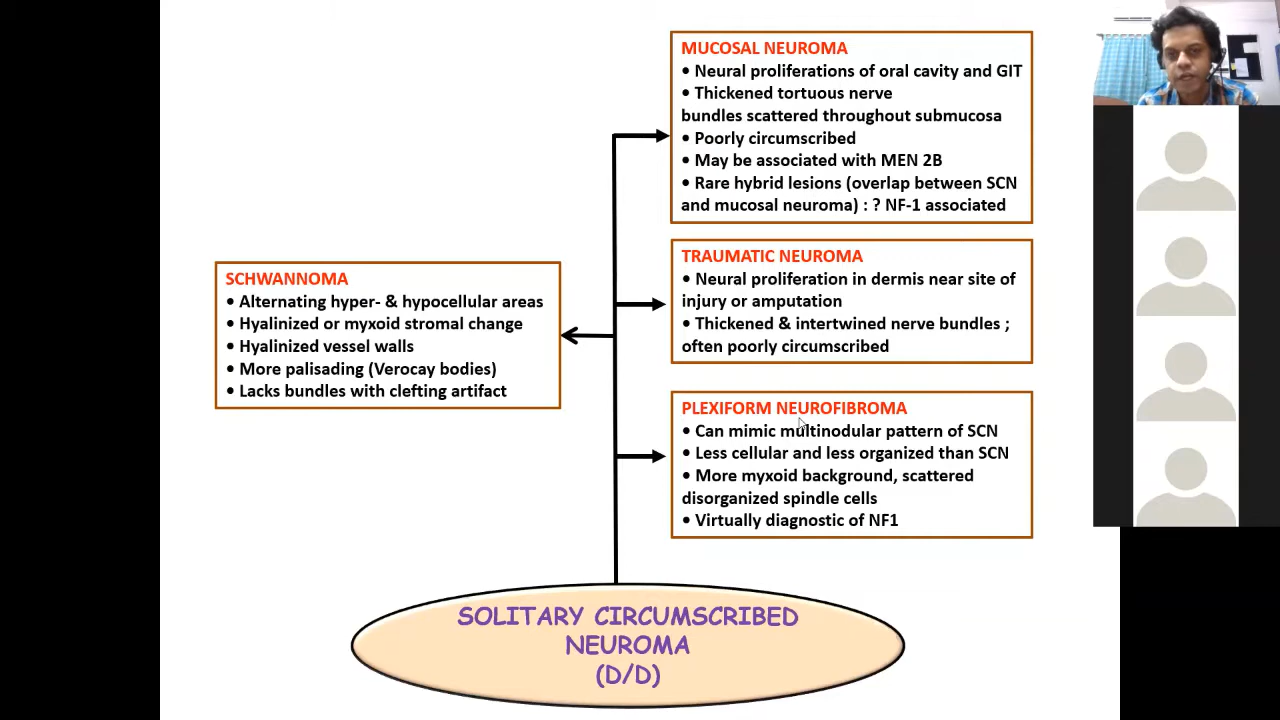 MUCOSAL NEUROMA
• Neural proliferations of oral cavity and GIT
• Thickened tortuous nerve
bundles scattered throughout submucosa
• Poorly circumscribed
• May be associated with MEN 2B
• Rare hybrid lesions (overlap between SCN
and mucosal neuroma) : ? NF-1 associated
TRAUMATIC NEUROMA
• Neural proliferation in dermis near site of
injury or amputation
• Thickened & intertwined nerve bundles ;
often poorly circumscribed
SCHWANNOMA
• Alternating hyper- & hypocellular areas
• Hyalinized or myxoid stromal change
• Hyalinized vessel walls
• More palisading (Verocay bodies)
• Lacks bundles with clefting artifact
PLEXIFORM NEUROFIBROMA
• Can mimic multinodular pattern of SCN
• Less cellular and less organized than SCN
• More myxoid background, scattered
disorganized spindle cells
• Virtually diagnostic of NF1
SOLITARY CIRCUMSCRIBED
NEUROMA
(D/D)